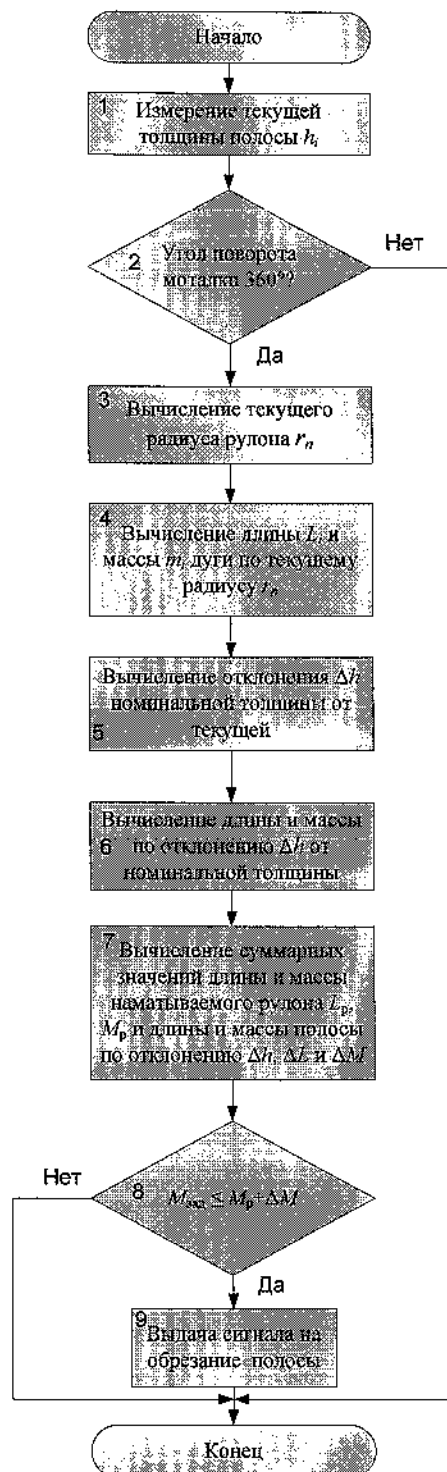 Начало
1
Измерение текущей
толщины полосы hᵢ
Нет
2
Угол поворота
моталки 360°?
Да
3
Вычисление текущего
радиуса рулона rₙ
4
Вычисление длины Lᵢ и
массы mᵢ дуги по текущему
радиусу rₙ
Вычисление отклонения Δh
номинальной толщины от
5 текущей
Вычисление длины и массы
6 по отклонению Δh от
номинальной толщины
7
Вычисление суммарных
значений длины и массы
наматываемого рулона Lₚ,
Mₚ и длины и массы полосы
по отклонению Δh, ΔL и ΔM
Нет
8 Mзад ≤ Mр+ΔM
Да
9
Выдача сигнала на
обрезание полосы
Конец